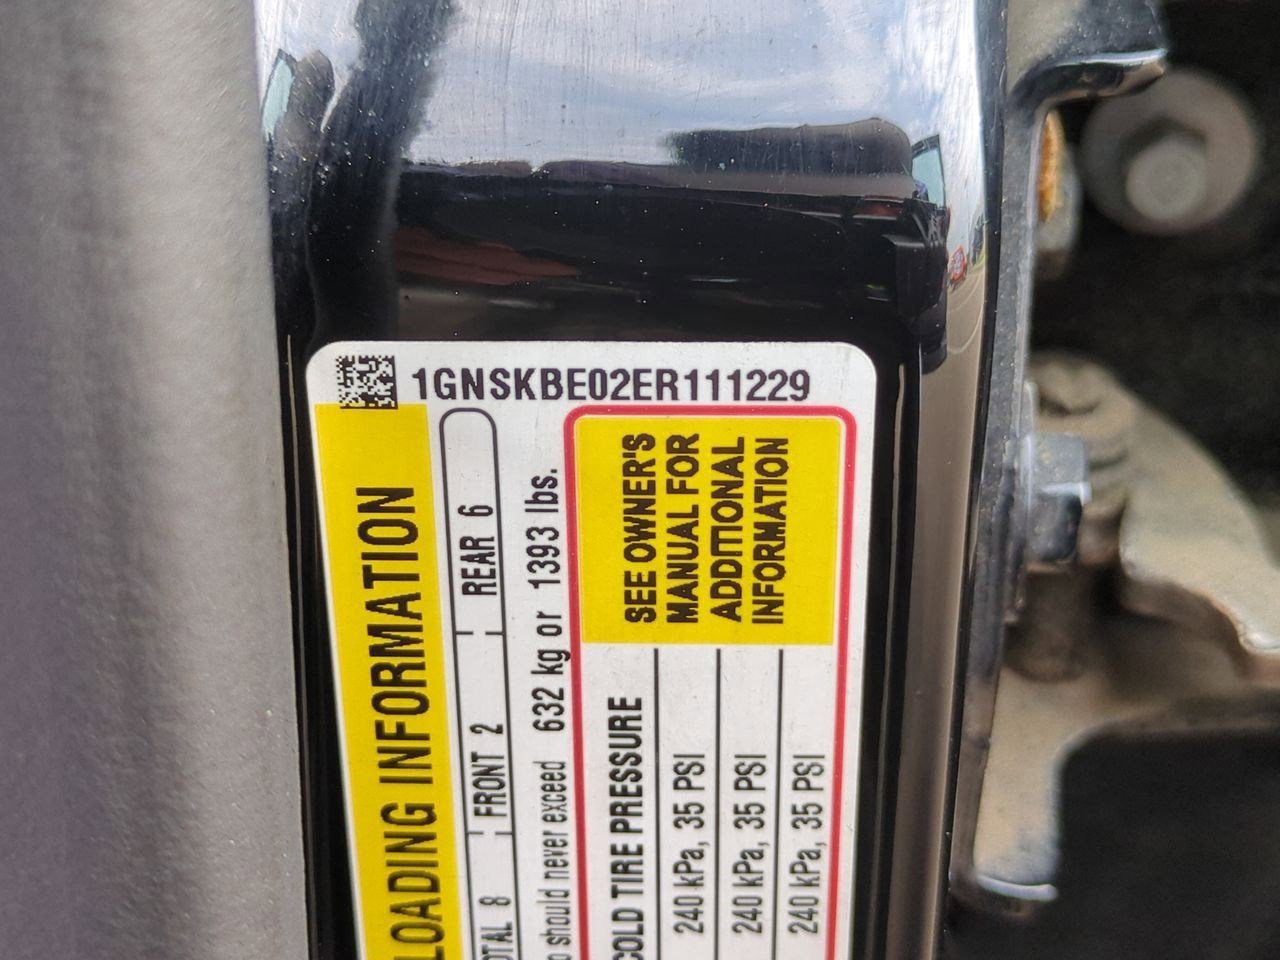 1GNSKBE02ER111229
LOADING INFORMATION
REAR 6
FRONT 2
8
should never exceed 632 kg or 1393 lbs.
SEE OWNER'S
MANUAL FOR
ADDITIONAL
INFORMATION
COLD TIRE PRESSURE
240 kPa, 35 PSI
240 kPa, 35 PSI
240 kPa, 35 PSI